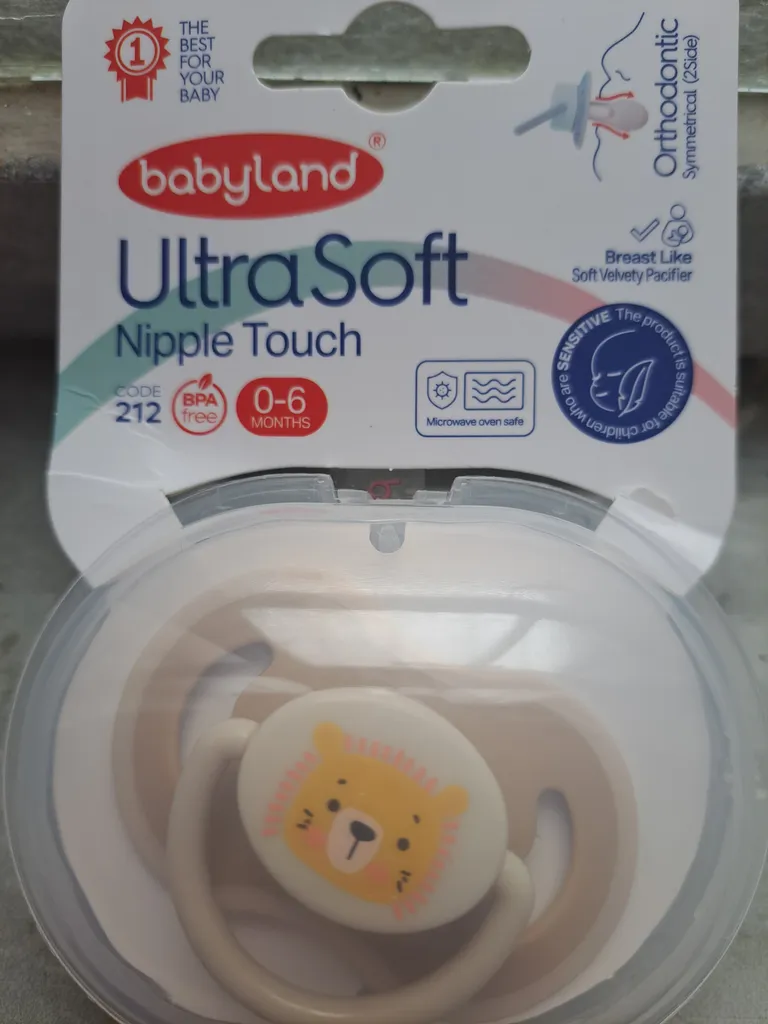 1
THE
BEST
FOR
YOUR
BABY
Orthodontic
Symmetrical (2Side)
babyland®
UltraSoft
Nipple Touch
Breast Like
Soft Velvety Pacifier
CODE
212
BPA
free
0-6
MONTHS
Microwave oven safe
The product is suitable for children who are SENSITIVE